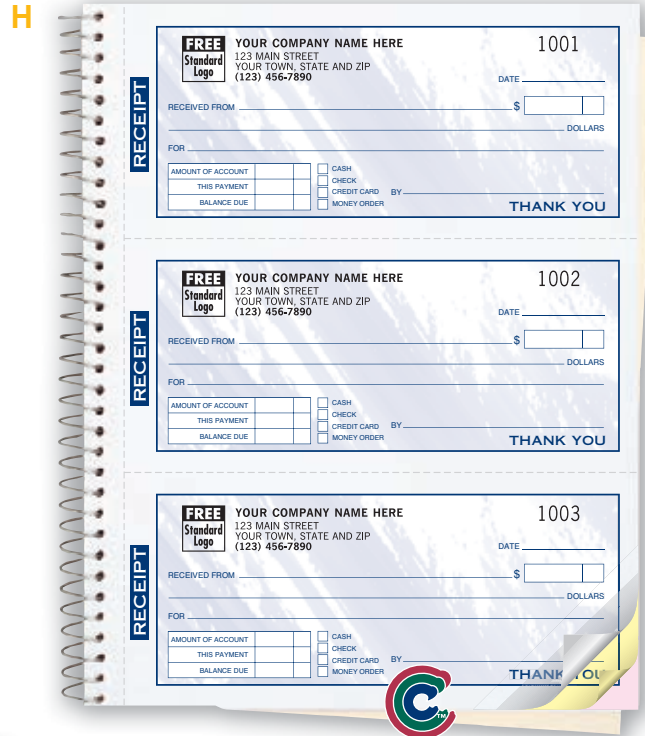 H
RECEIPT
FREE
Standard
Logo
YOUR COMPANY NAME HERE
123 MAIN STREET
YOUR TOWN, STATE AND ZIP
(123) 456-7890
1001
DATE
RECEIVED FROM $
DOLLARS
FOR
AMOUNT OF ACCOUNT
THIS PAYMENT
BALANCE DUE
CASH
CHECK
CREDIT CARD BY
MONEY ORDER
THANK YOU
RECEIPT
FREE
Standard
Logo
YOUR COMPANY NAME HERE
123 MAIN STREET
YOUR TOWN, STATE AND ZIP
(123) 456-7890
1002
DATE
RECEIVED FROM $
DOLLARS
FOR
AMOUNT OF ACCOUNT
THIS PAYMENT
BALANCE DUE
CASH
CHECK
CREDIT CARD BY
MONEY ORDER
THANK YOU
RECEIPT
FREE
Standard
Logo
YOUR COMPANY NAME HERE
123 MAIN STREET
YOUR TOWN, STATE AND ZIP
(123) 456-7890
1003
DATE
RECEIVED FROM $
DOLLARS
FOR
AMOUNT OF ACCOUNT
THIS PAYMENT
BALANCE DUE
CASH
CHECK
CREDIT CARD BY
MONEY ORDER
THANK YOU
C
TM